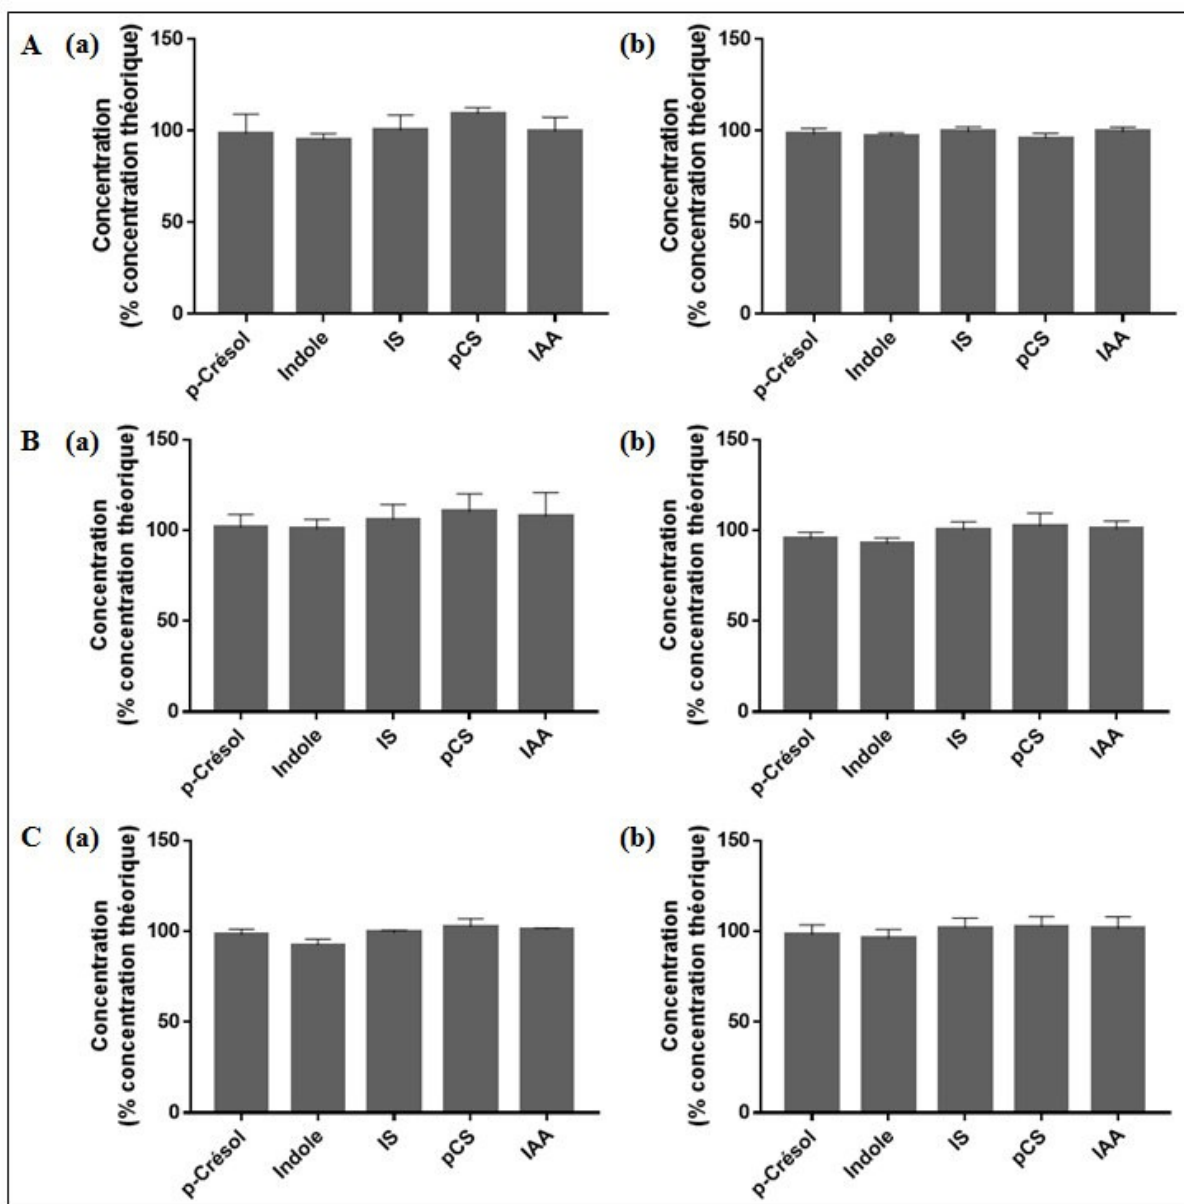 A (a)
Concentration
(% concentration théorique)
150
100
50
0
p-Crésol
Indole
IS
pCS
IAA
(b)
Concentration
(% concentration théorique)
150
100
50
0
p-Crésol
Indole
IS
pCS
IAA
B (a)
Concentration
(% concentration théorique)
150
100
50
0
p-Crésol
Indole
IS
pCS
IAA
(b)
Concentration
(% concentration théorique)
150
100
50
0
p-Crésol
Indole
IS
pCS
IAA
C (a)
Concentration
(% concentration théorique)
150
100
50
0
p-Crésol
Indole
IS
pCS
IAA
(b)
Concentration
(% concentration théorique)
150
100
50
0
p-Crésol
Indole
IS
pCS
IAA